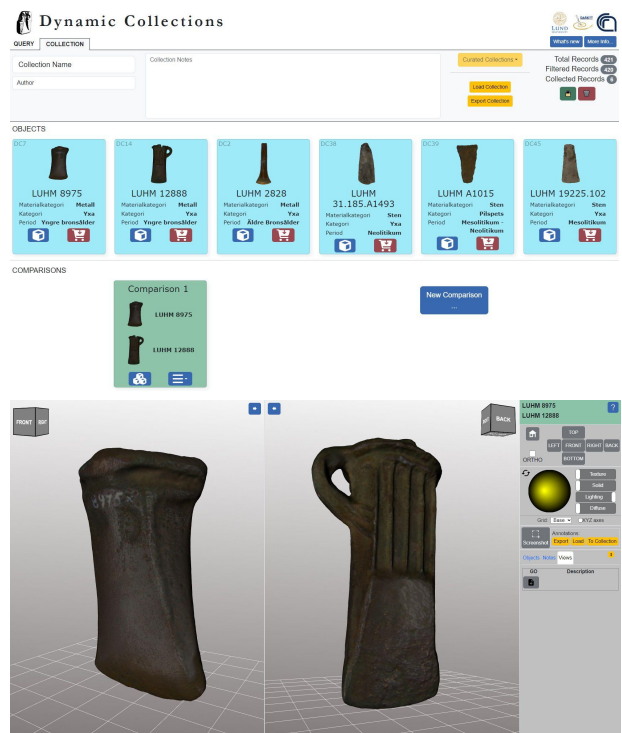 Dynamic Collections
LUND
What's new
More Info...
QUERY
COLLECTION
Collection Name
Author
Collection Notes
Curated Collections
Load Collection
Export Collection
Total Records 421
Filtered Records 420
Collected Records 6
OBJECTS
DC7
LUHM 8975
Materialkategori Metall
Kategori Yxa
Period Yngre bronsålder
DC14
LUHM 12888
Materialkategori Metall
Kategori Yxa
Period Yngre bronsålder
DC2
LUHM 2828
Materialkategori Metall
Kategori Yxa
Period Äldre Bronsålder
DC38
LUHM
31.185.A1493
Materialkategori Sten
Kategori Yxa
Period Neolitikum
DC39
LUHM A1015
Materialkategori Sten
Kategori Pilspets
Period Mesolitikum -
Neolitikum
DC45
LUHM 19225.102
Materialkategori Sten
Kategori Yxa
Period Mesolitikum
COMPARISONS
Comparison 1
LUHM 8975
LUHM 12888
New Comparison
...
FRONT
RIGHT
BACK
8975
LUHM 8975
LUHM 12888
?
TOP
LEFT FRONT RIGHT BACK
BOTTOM
ORTHO
Texture
Solid
Lighting
Diffuse
Grid Base XYZ axes
Screenshot
Annotations:
Export Load To Collection
Objects Notes Views
GO Description